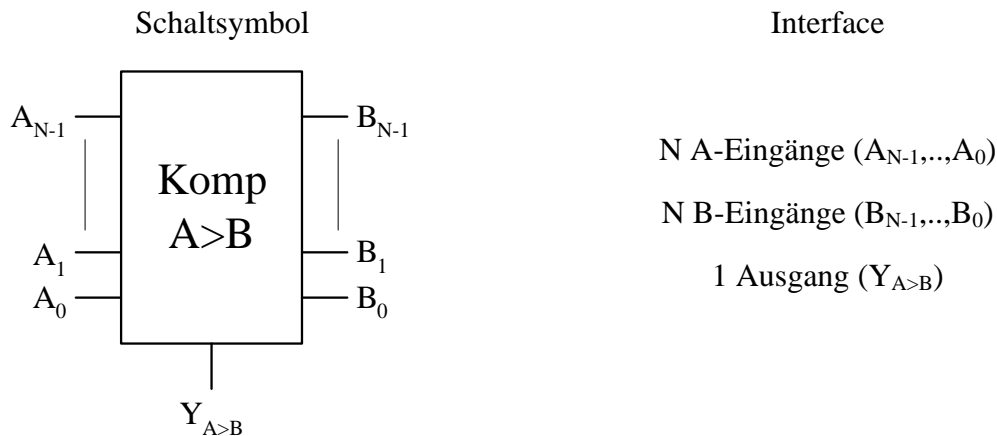 Schaltsymbol
Interface
A_{N-1}
B_{N-1}
Komp
A>B
A_1
B_1
A_0
B_0
Y_{A>B}
N A-Eingänge (A_{N-1},..,A_0)
N B-Eingänge (B_{N-1},..,B_0)
1 Ausgang (Y_{A>B})